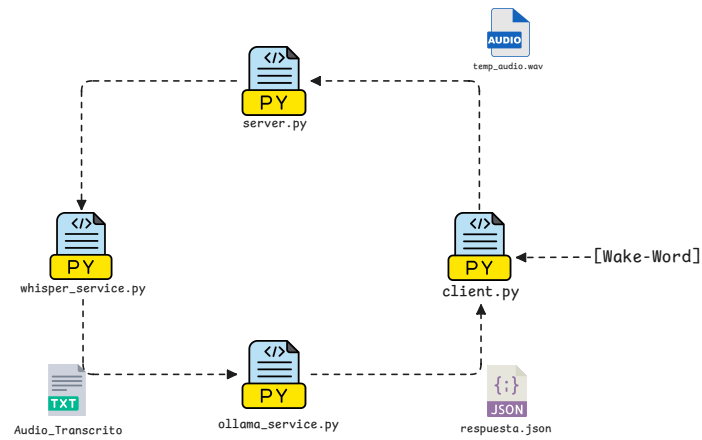 AUDIO
temp_audio.wav
</>
PY
server.py
</>
PY
whisper_service.py
</>
PY
client.py
[Wake-Word]
</>
PY
ollama_service.py
TXT
Audio_Transcrito
{;}
JSON
respuesta.json